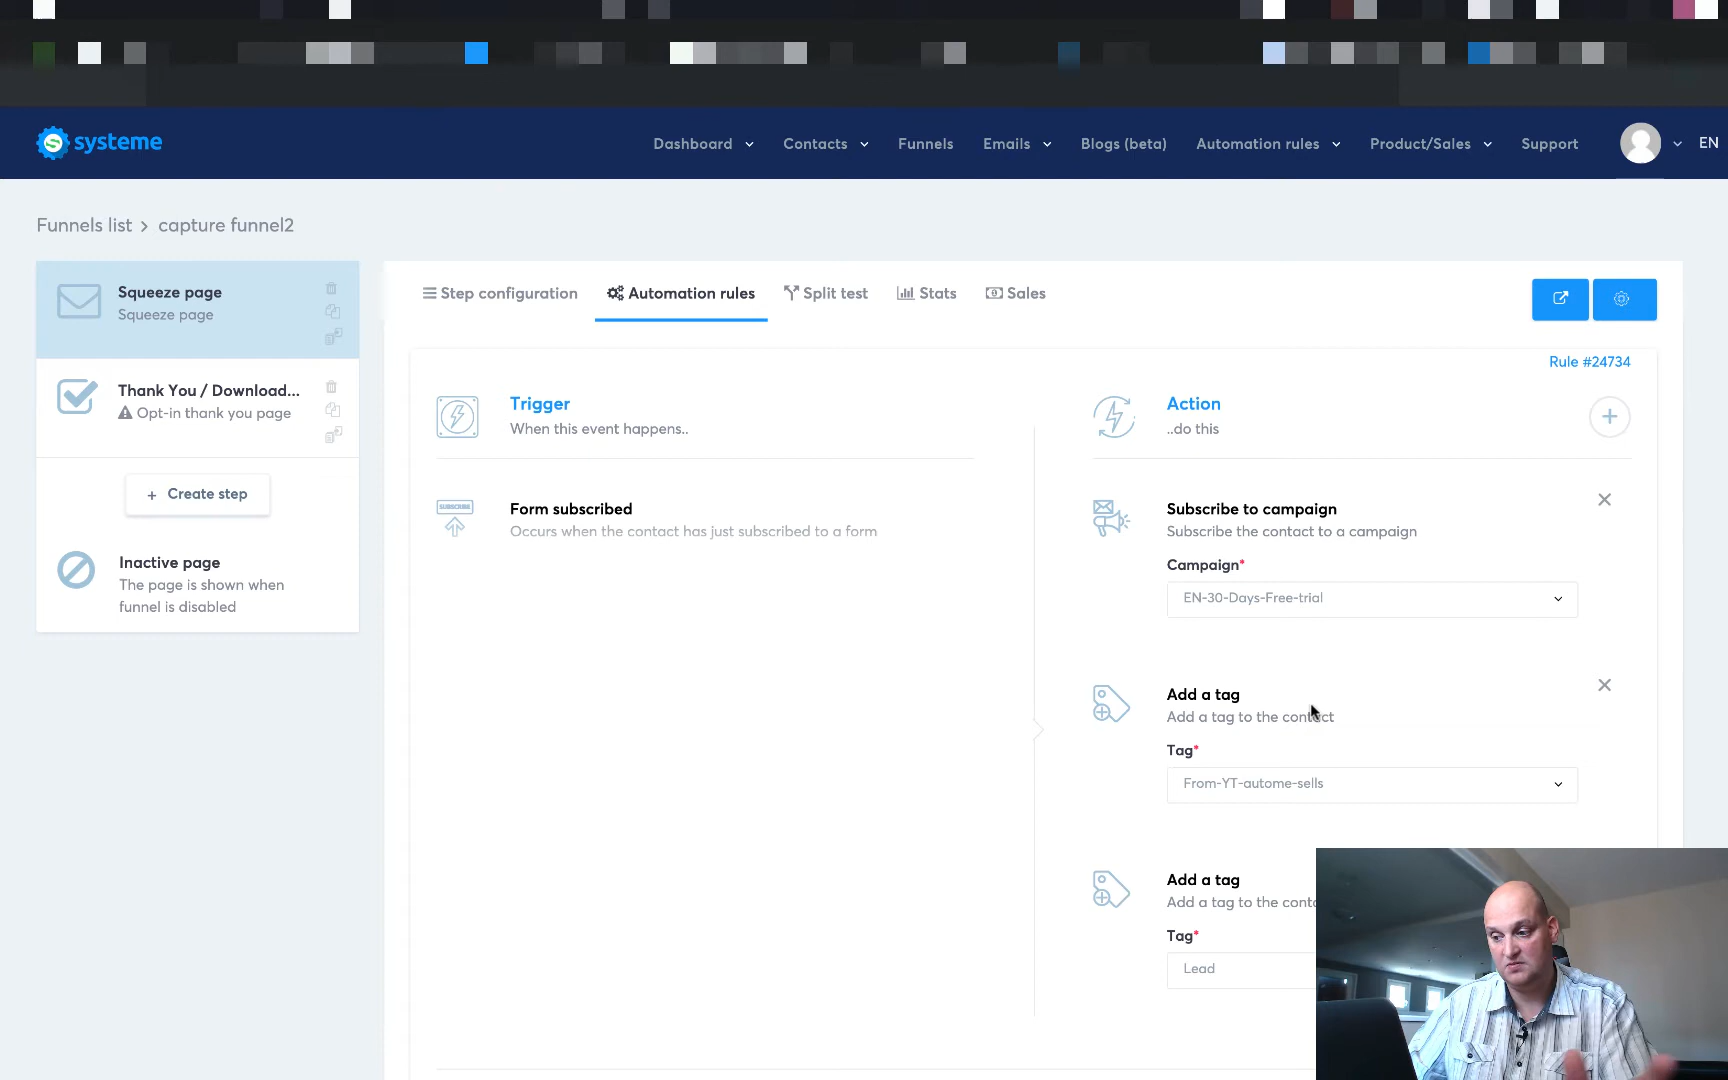 systeme
Dashboard
Contacts
Funnels
Emails
Blogs (beta)
Automation rules
Product/Sales
Support
EN
Funnels list > capture funnel2
Squeeze page
Squeeze page
Thank You / Download...
Opt-in thank you page
+ Create step
Inactive page
The page is shown when
funnel is disabled
Step configuration
Automation rules
Split test
Stats
Sales
Rule #24734
Trigger
When this event happens..
SUBSCRIBE
Form subscribed
Occurs when the contact has just subscribed to a form
Action
..do this
Subscribe to campaign
Subscribe the contact to a campaign
Campaign*
EN-30-Days-Free-trial
Add a tag
Add a tag to the contact
Tag*
From-YT-autome-sells
Add a tag
Add a tag to the
Tag*
Lead